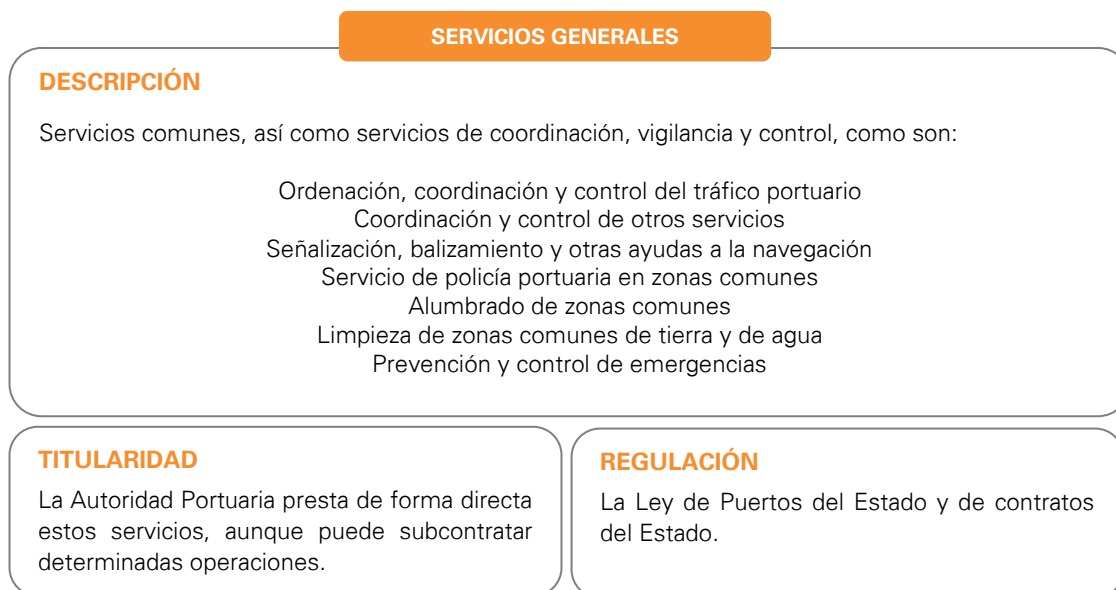 SERVICIOS GENERALES
DESCRIPCIÓN
Servicios comunes, así como servicios de coordinación, vigilancia y control, como son:
Ordenación, coordinación y control del tráfico portuario
Coordinación y control de otros servicios
Señalización, balizamiento y otras ayudas a la navegación
Servicio de policía portuaria en zonas comunes
Alumbrado de zonas comunes
Limpieza de zonas comunes de tierra y de agua
Prevención y control de emergencias
TITULARIDAD
La Autoridad Portuaria presta de forma directa
estos servicios, aunque puede subcontratar
determinadas operaciones.
REGULACIÓN
La Ley de Puertos del Estado y de contratos
del Estado.